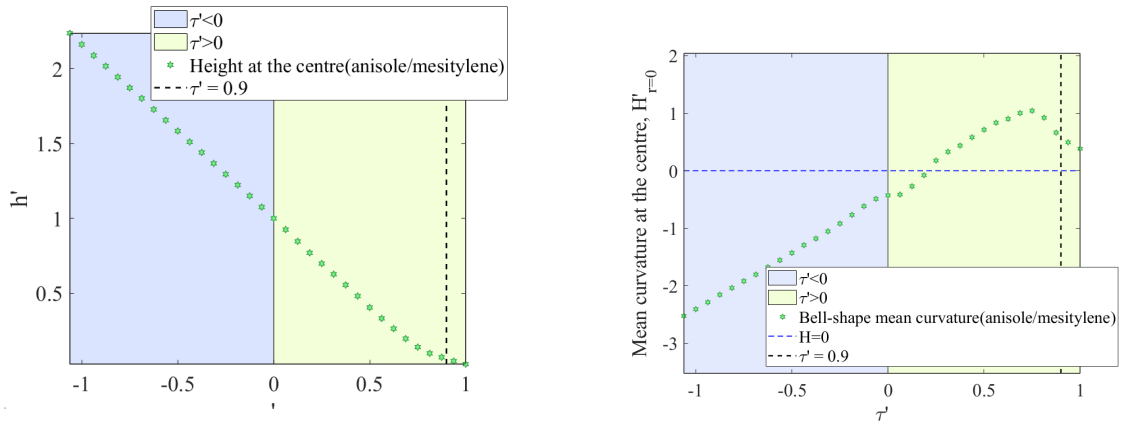 τ'<0
τ'>0
Height at the centre(anisole/mesitylene)
τ' = 0.9
2
1.5
1
0.5
h'
-1 -0.5 0 0.5 1
'
2
1
0
-1
-2
-3
Mean curvature at the centre, H'r=0
τ'<0
τ'>0
Bell-shape mean curvature(anisole/mesitylene)
H=0
τ' = 0.9
-1 -0.5 0 0.5 1
τ'